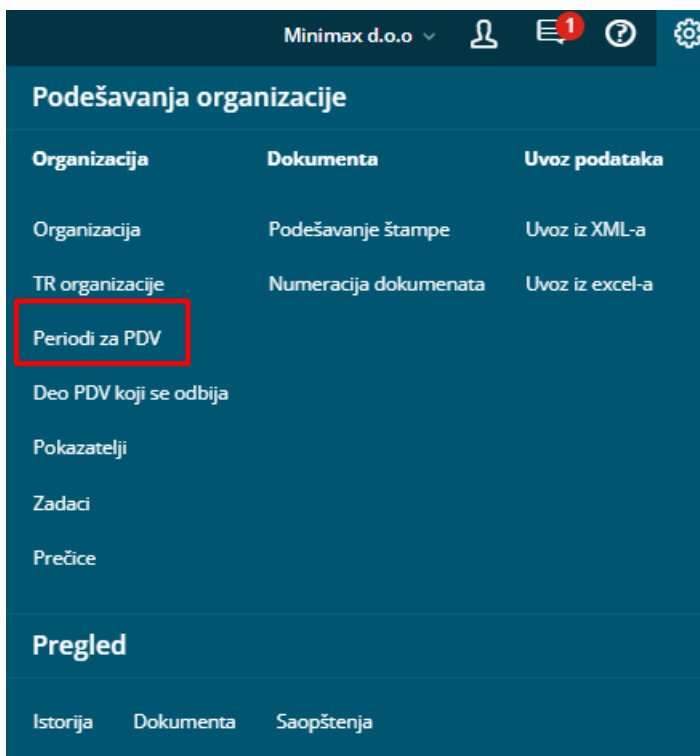 Minimax d.o.o
1
Podešavanja organizacije
Organizacija Dokumenta Uvoz podataka
Organizacija Podešavanje štampe Uvoz iz XML-a
TR organizacije Numeracija dokumenata Uvoz iz excel-a
Periodi za PDV
Deo PDV koji se odbija
Pokazatelji
Zadaci
Prečice
Pregled
Istorija Dokumenta Saopštenja